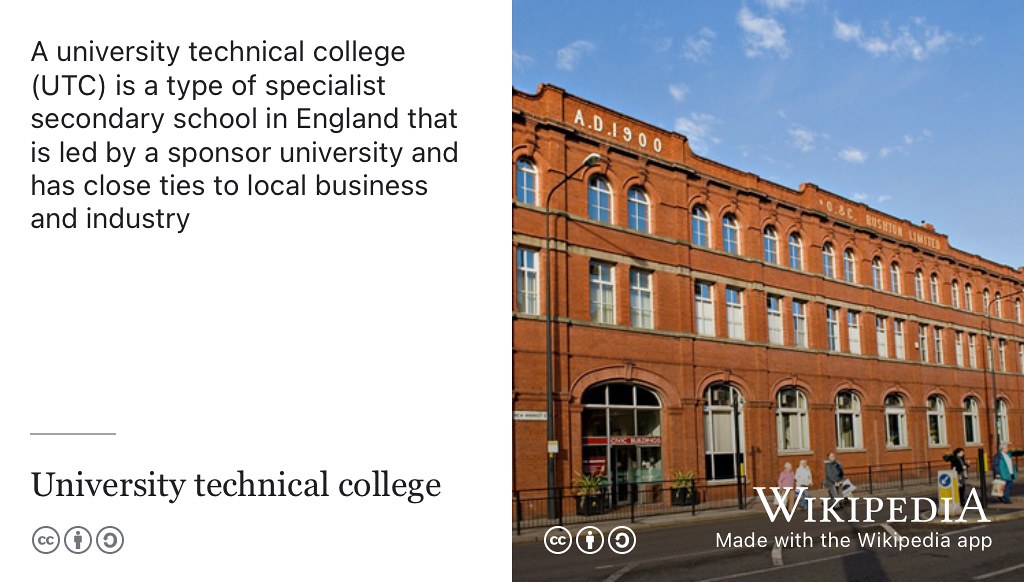 A university technical college
(UTC) is a type of specialist
secondary school in England that
is led by a sponsor university and
has close ties to local business
and industry
University technical college
A.D.1900
O.&C. RUSHTON LIMITED
CIVIC BUILDINGS
WIKIPEDIA
Made with the Wikipedia app